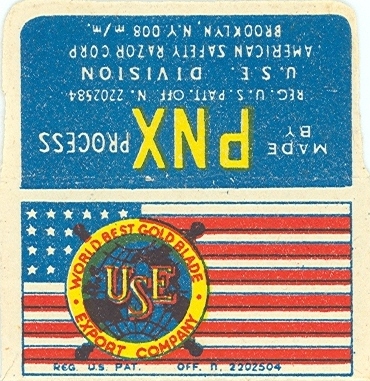 MADE BY PNX PROCESS
REG. U.S. PATT. OFF N. 2202584
U.S.E. DIVISION
AMERICAN SAFETY RAZOR CORP
BROOKLYN, N.Y. 008 m/m.
WORLD BEST GOLD BLADE
USE
EXPORT COMPANY
REG. U.S. PAT. OFF. N. 2202504